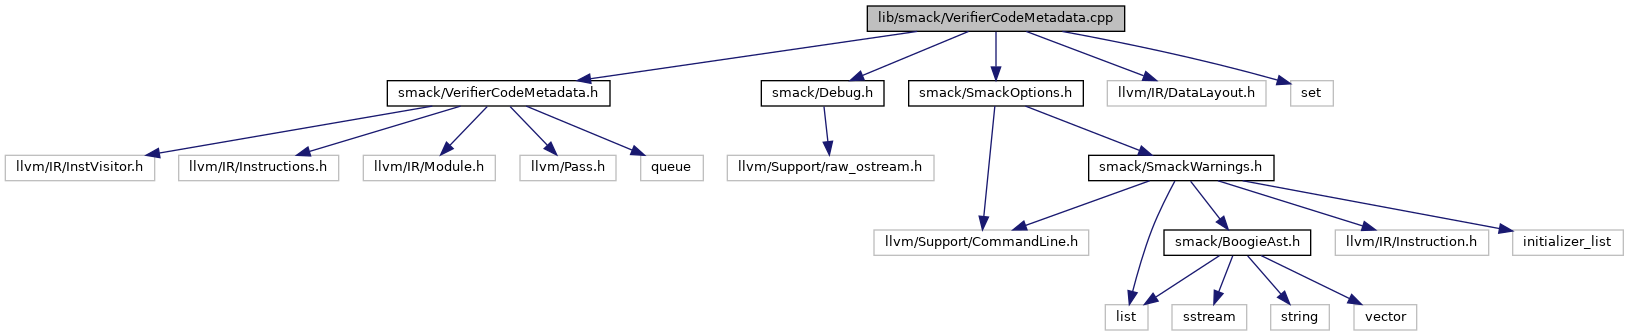 lib/smack/VerifierCodeMetadata.cpp
smack/VerifierCodeMetadata.h
smack/Debug.h
smack/SmackOptions.h
llvm/IR/DataLayout.h
set
llvm/IR/InstVisitor.h
llvm/IR/Instructions.h
llvm/IR/Module.h
llvm/Pass.h
queue
llvm/Support/raw_ostream.h
smack/SmackWarnings.h
llvm/Support/CommandLine.h
smack/BoogieAst.h
llvm/IR/Instruction.h
initializer_list
list
sstream
string
vector